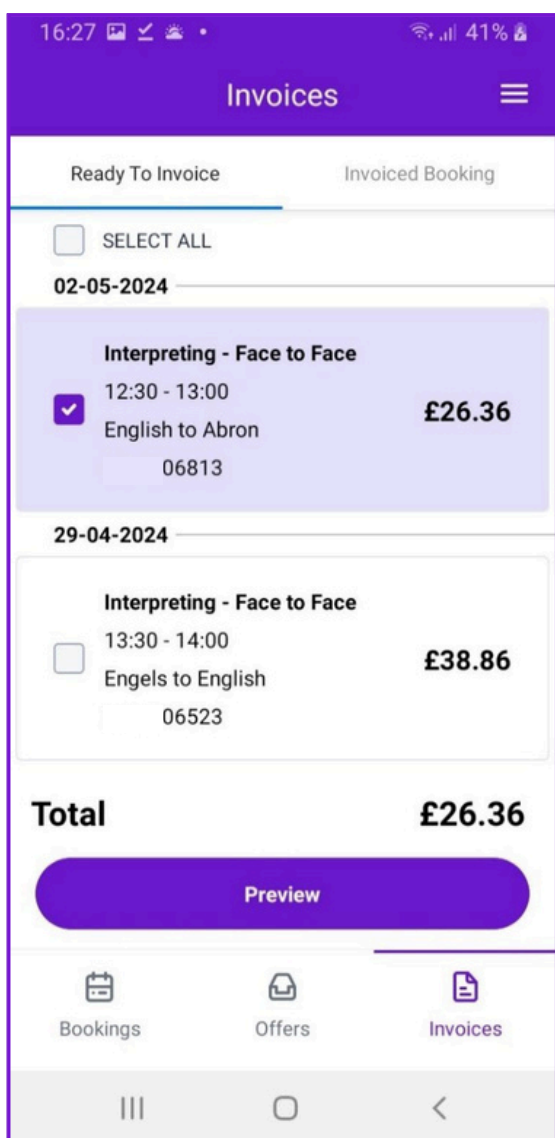 16:27 41%
Invoices
Ready To Invoice Invoiced Booking
SELECT ALL
02-05-2024
Interpreting - Face to Face
12:30 - 13:00
£26.36
English to Abron
06813
29-04-2024
Interpreting - Face to Face
13:30 - 14:00
£38.86
Engels to English
06523
Total £26.36
Preview
Bookings Offers Invoices